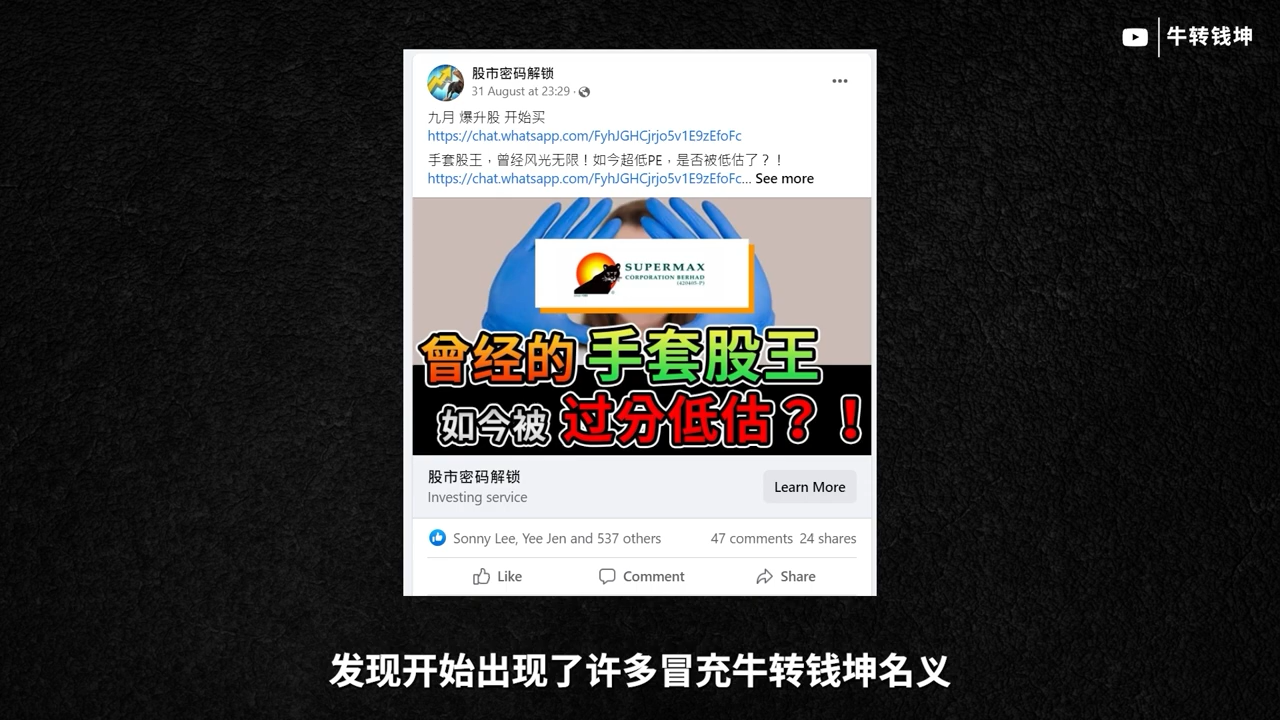 牛转钱坤
股市密码解锁
31 August at 23:29 ·
九月 爆升股 开始买
https://chat.whatsapp.com/FyhJGHCjrjo5v1E9zEfoFc
手套股王，曾经风光无限！如今超低PE，是否被低估了？！
https://chat.whatsapp.com/FyhJGHCjrjo5v1E9zEfoFc... See more
SUPERMAX
CORPORATION BERHAD
(420405-P)
曾经的 手套股王
如今被 过分低估？！
股市密码解锁
Investing service
Learn More
Sonny Lee, Yee Jen and 537 others 47 comments 24 shares
Like Comment Share
发现开始出现了许多冒充牛转钱坤名义